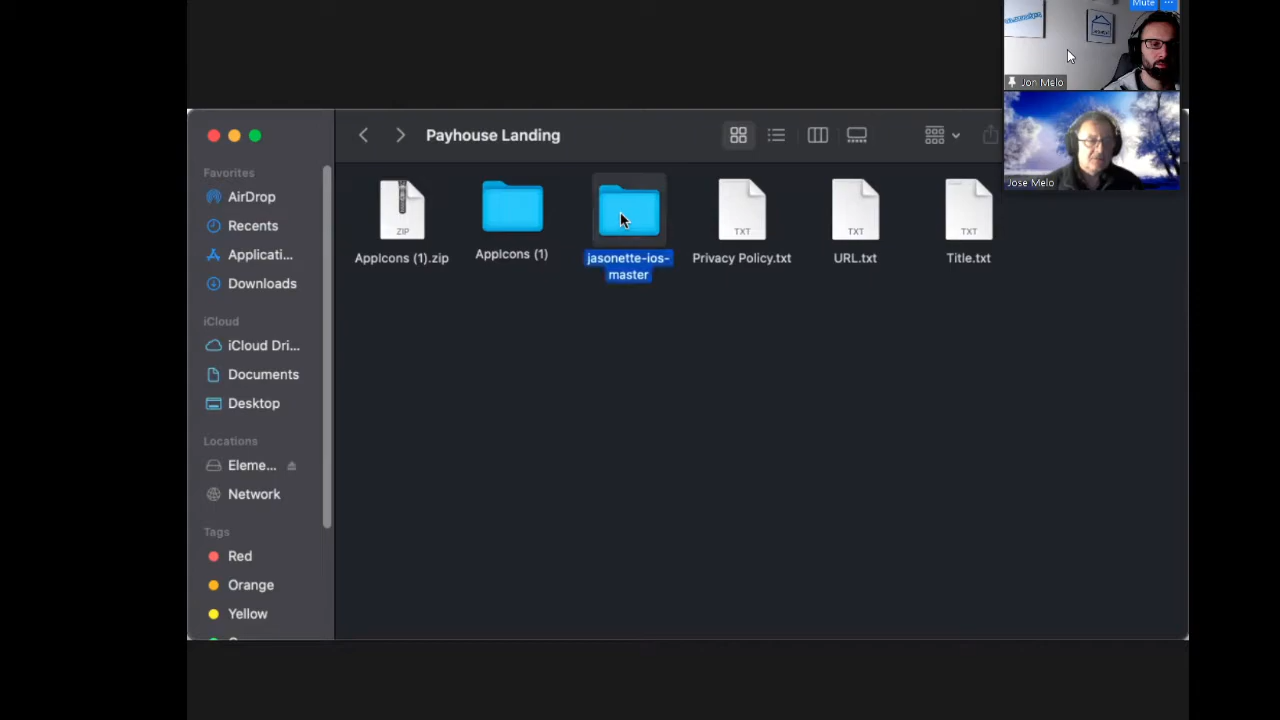 Mute
Jon Melo
Jose Melo
Payhouse Landing
Favorites
AirDrop
Recents
Applicati...
Downloads
iCloud
iCloud Dri...
Documents
Desktop
Locations
Eleme...
Network
Tags
Red
Orange
Yellow
ZIP
AppIcons (1).zip
AppIcons (1)
jasonette-ios-
master
TXT
Privacy Policy.txt
TXT
URL.txt
TXT
Title.txt